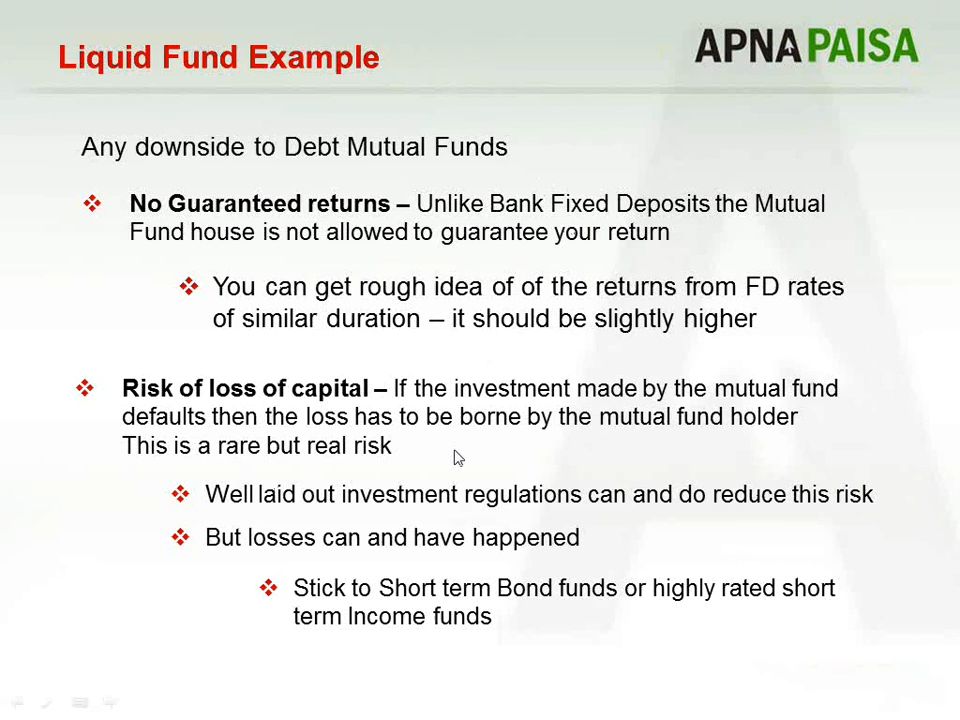 Liquid Fund Example
APNAPAISA
Any downside to Debt Mutual Funds
No Guaranteed returns – Unlike Bank Fixed Deposits the Mutual
Fund house is not allowed to guarantee your return
You can get rough idea of of the returns from FD rates
of similar duration – it should be slightly higher
Risk of loss of capital – If the investment made by the mutual fund
defaults then the loss has to be borne by the mutual fund holder
This is a rare but real risk
Well laid out investment regulations can and do reduce this risk
But losses can and have happened
Stick to Short term Bond funds or highly rated short
term Income funds